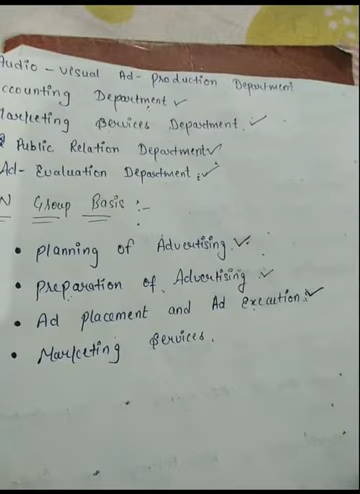 Audio - Visual Ad - Production Department
ccounting Department ✓
Marketing Services Department. ✓
& Public Relation Department ✓
Ad - Evaluation Department. ✓
N Group Basis :-
• Planning of Advertising. ✓
• Preparation of Advertising ✓
• Ad placement and Ad Execution. ✓
• Marketing Services.